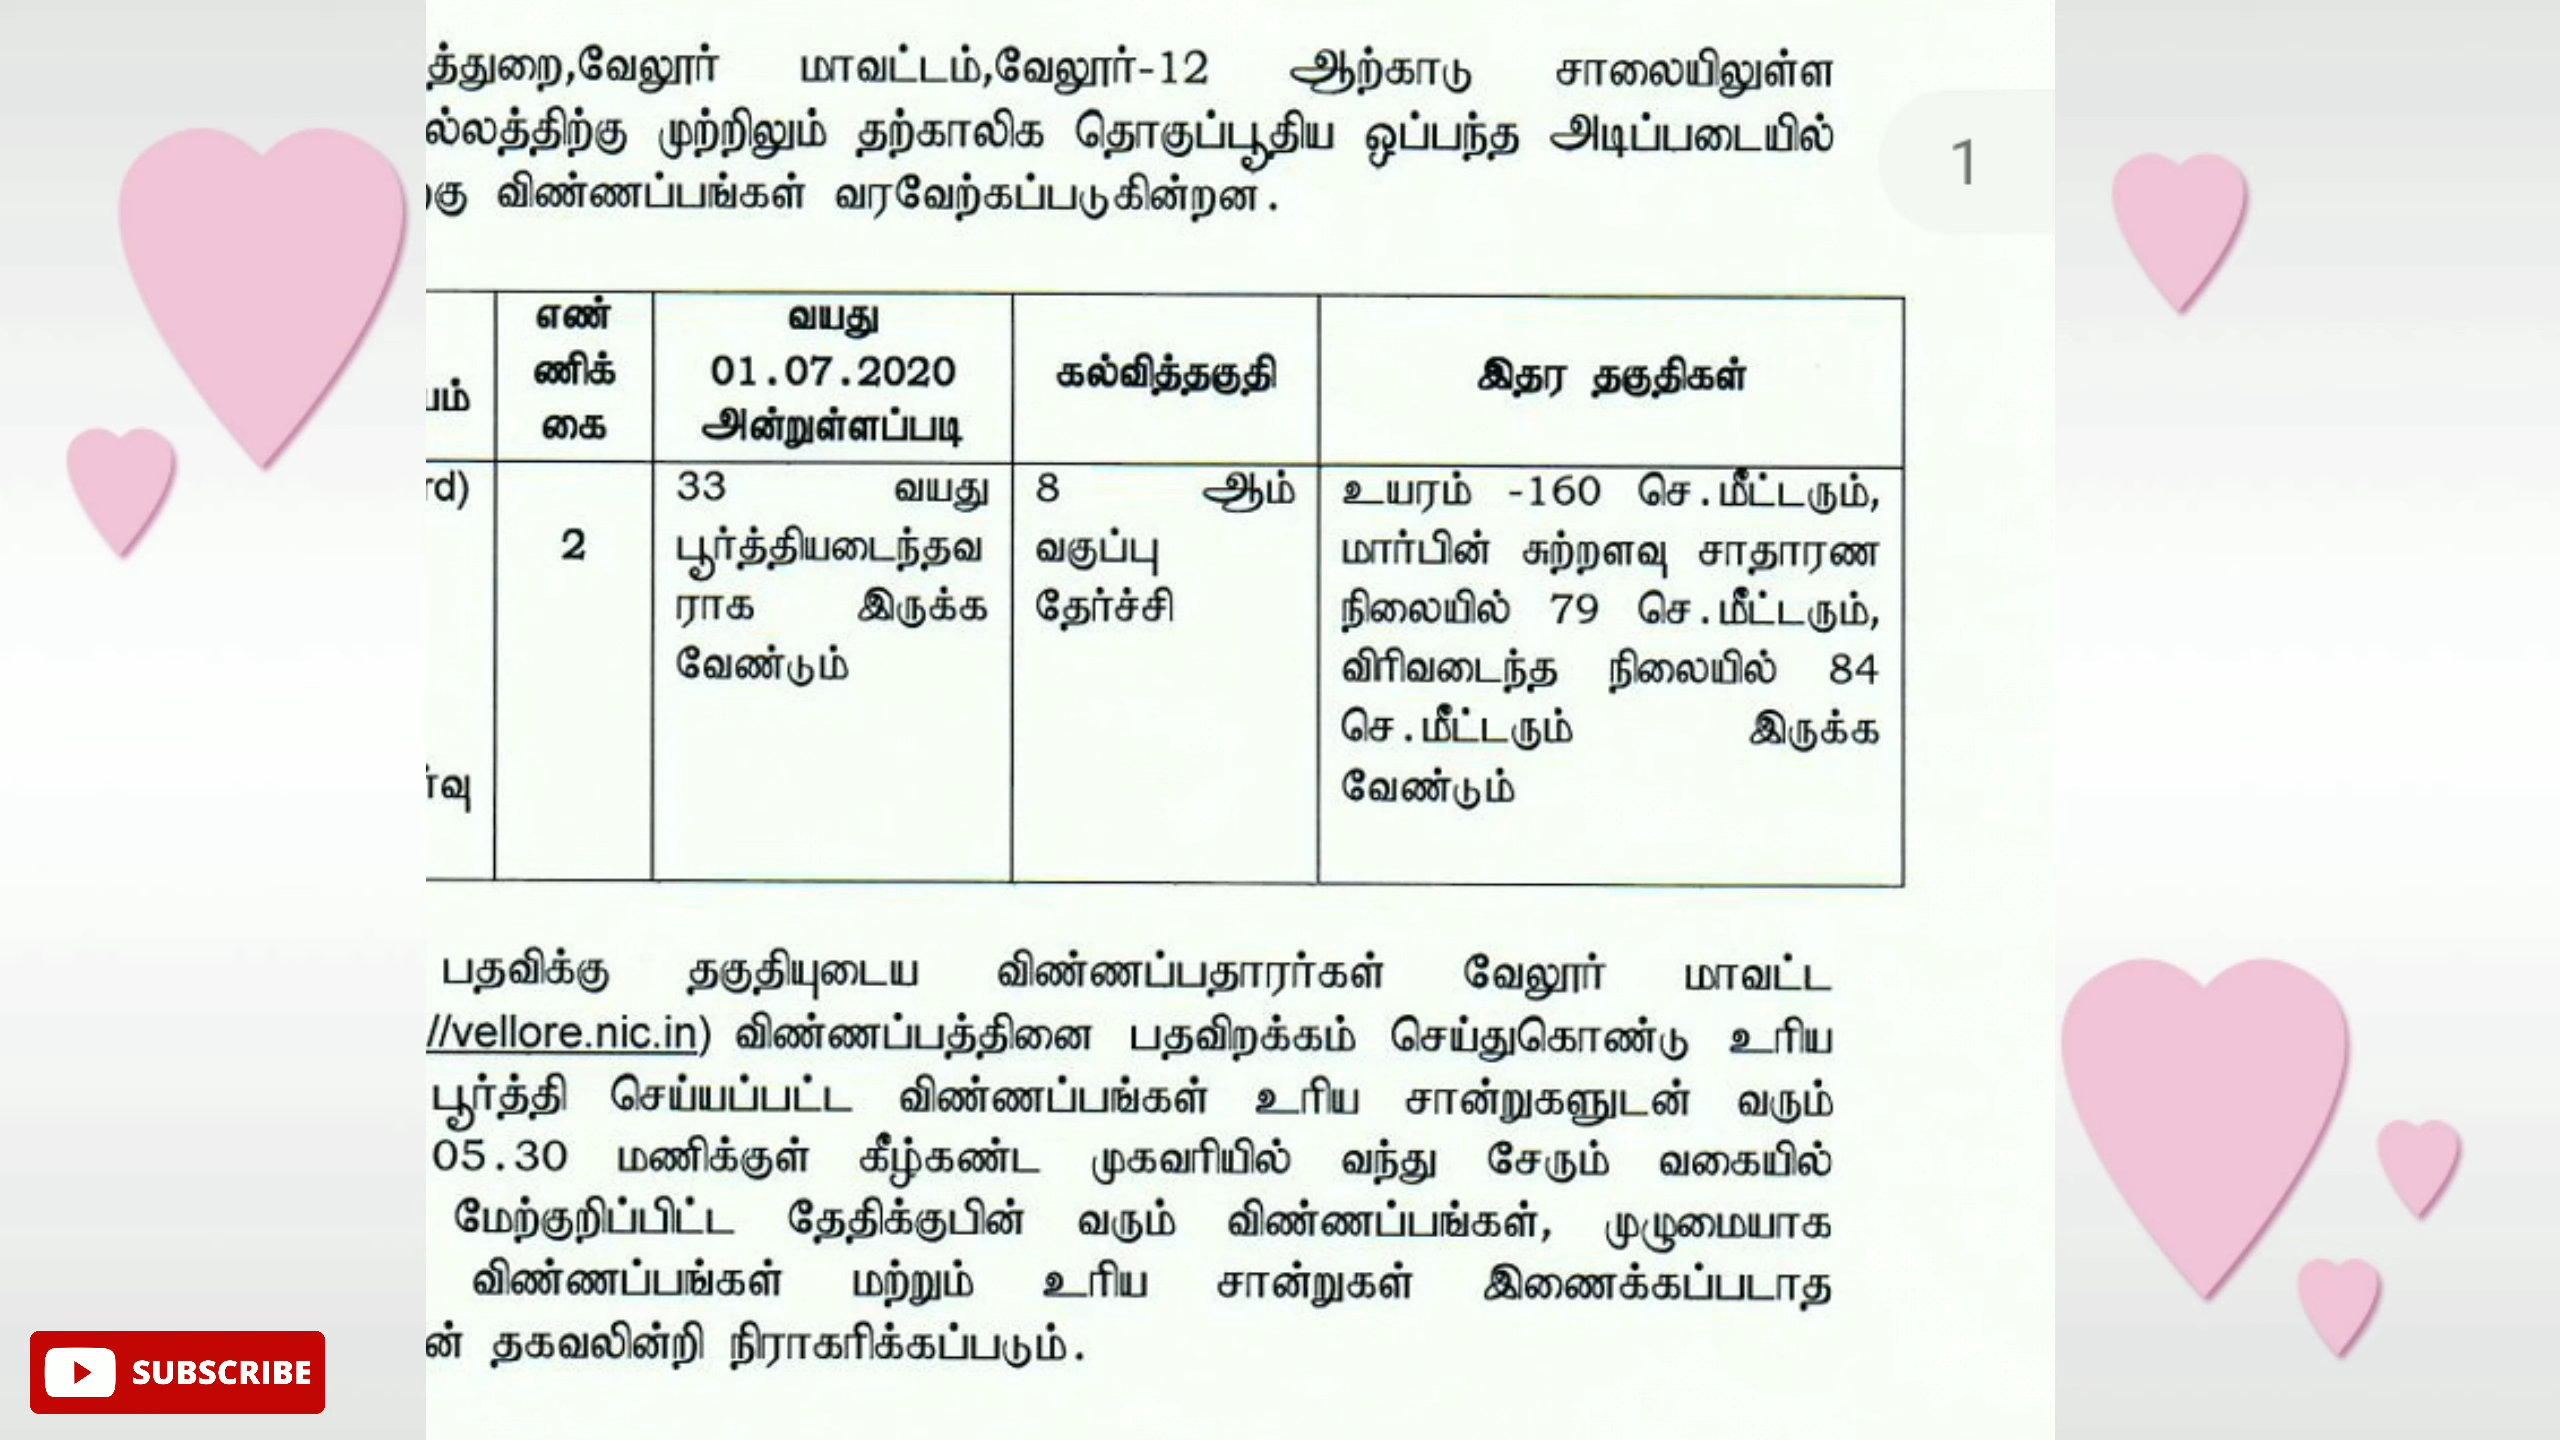 த்துறை,வேலூர் மாவட்டம்,வேலூர்-12 ஆற்காடு சாலையிலுள்ள
ல்லத்திற்கு முற்றிலும் தற்காலிக தொகுப்பூதிய ஒப்பந்த அடிப்படையில்
கு விண்ணப்பங்கள் வரவேற்கப்படுகின்றன.
1
யம்
எண்
ணிக்
கை
வயது
01.07.2020
அன்றுள்ளப்படி
கல்வித்தகுதி
இதர தகுதிகள்
rd)
ர்வு
2
33 வயது
பூர்த்தியடைந்தவ
ராக இருக்க
வேண்டும்
8 ஆம்
வகுப்பு
தேர்ச்சி
உயரம் -160 செ.மீட்டரும்,
மார்பின் சுற்றளவு சாதாரண
நிலையில் 79 செ.மீட்டரும்,
விரிவடைந்த நிலையில் 84
செ.மீட்டரும் இருக்க
வேண்டும்
பதவிக்கு தகுதியுடைய விண்ணப்பதாரர்கள் வேலூர் மாவட்ட
//vellore.nic.in) விண்ணப்பத்தினை பதவிறக்கம் செய்துகொண்டு உரிய
பூர்த்தி செய்யப்பட்ட விண்ணப்பங்கள் உரிய சான்றுகளுடன் வரும்
05.30 மணிக்குள் கீழ்கண்ட முகவரியில் வந்து சேரும் வகையில்
மேற்குறிப்பிட்ட தேதிக்குபின் வரும் விண்ணப்பங்கள், முழுமையாக
விண்ணப்பங்கள் மற்றும் உரிய சான்றுகள் இணைக்கப்படாத
ன் தகவலின்றி நிராகரிக்கப்படும்.
SUBSCRIBE